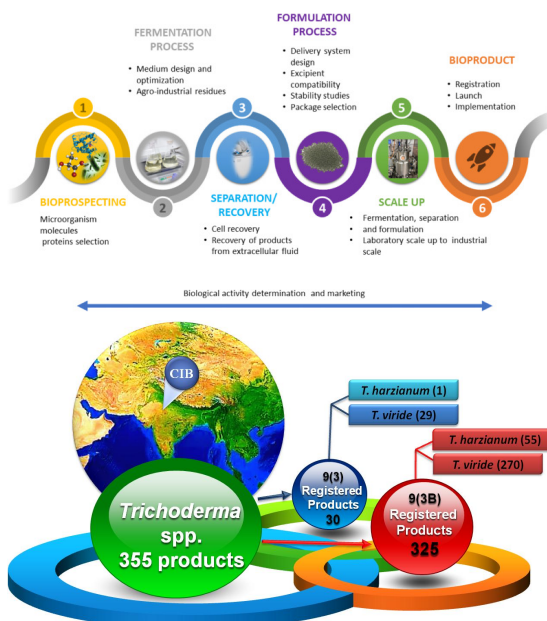 FERMENTATION
PROCESS
• Medium design and
optimization
• Agro-industrial residues
FORMULATION
PROCESS
• Delivery system
design
• Excipient
compatibility
• Stability studies
• Package selection
BIOPRODUCT
• Registration
• Launch
• Implementation
1
3
5
2
4
6
BIOPROSPECTING
Microorganism
molecules
proteins selection
SEPARATION/
RECOVERY
• Cell recovery
• Recovery of products
from extracellular fluid
SCALE UP
• Fermentation, separation
• and formulation
• Laboratory scale up to industrial
scale
Biological activity determination and marketing
CIB
T. harzianum (1)
T. viride (29)
T. harzianum (55)
T. viride (270)
9(3)
Registered
Products
30
9(3B)
Registered
Products
325
Trichoderma
spp.
355 products